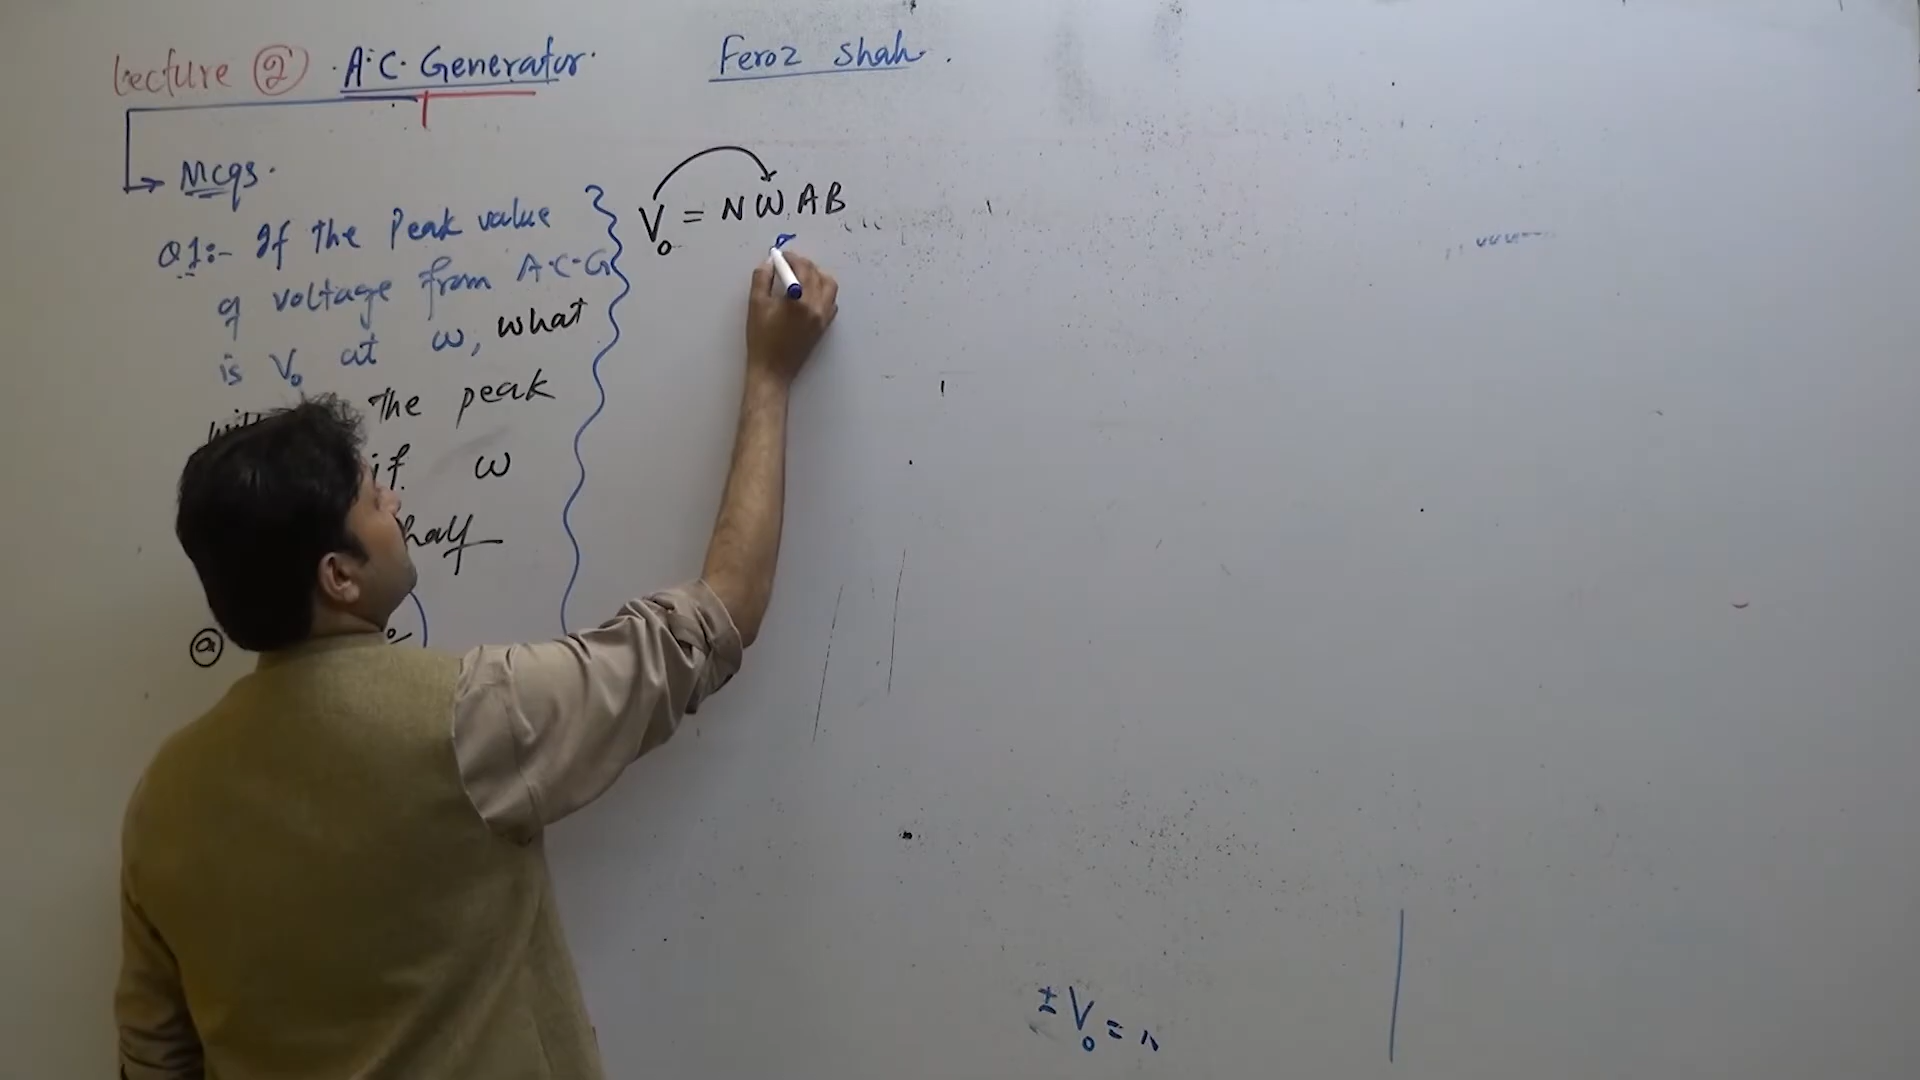 Lecture ② A.C. Generator.
Feroz Shah.
Mcqs.
Q1:- If the Peak value
of voltage from A.C.G
is V₀ at ω, what
the peak
if ω
half
ⓐ
V₀ = NωAB
± V₀ =